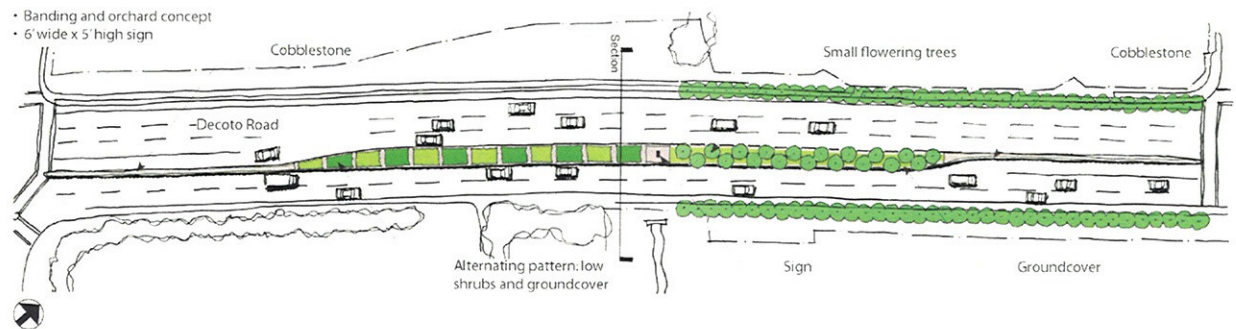 • Banding and orchard concept
• 6' wide x 5' high sign
Cobblestone
Section
Small flowering trees
Cobblestone
Decoto Road
Alternating pattern: low
shrubs and groundcover
Sign
Groundcover